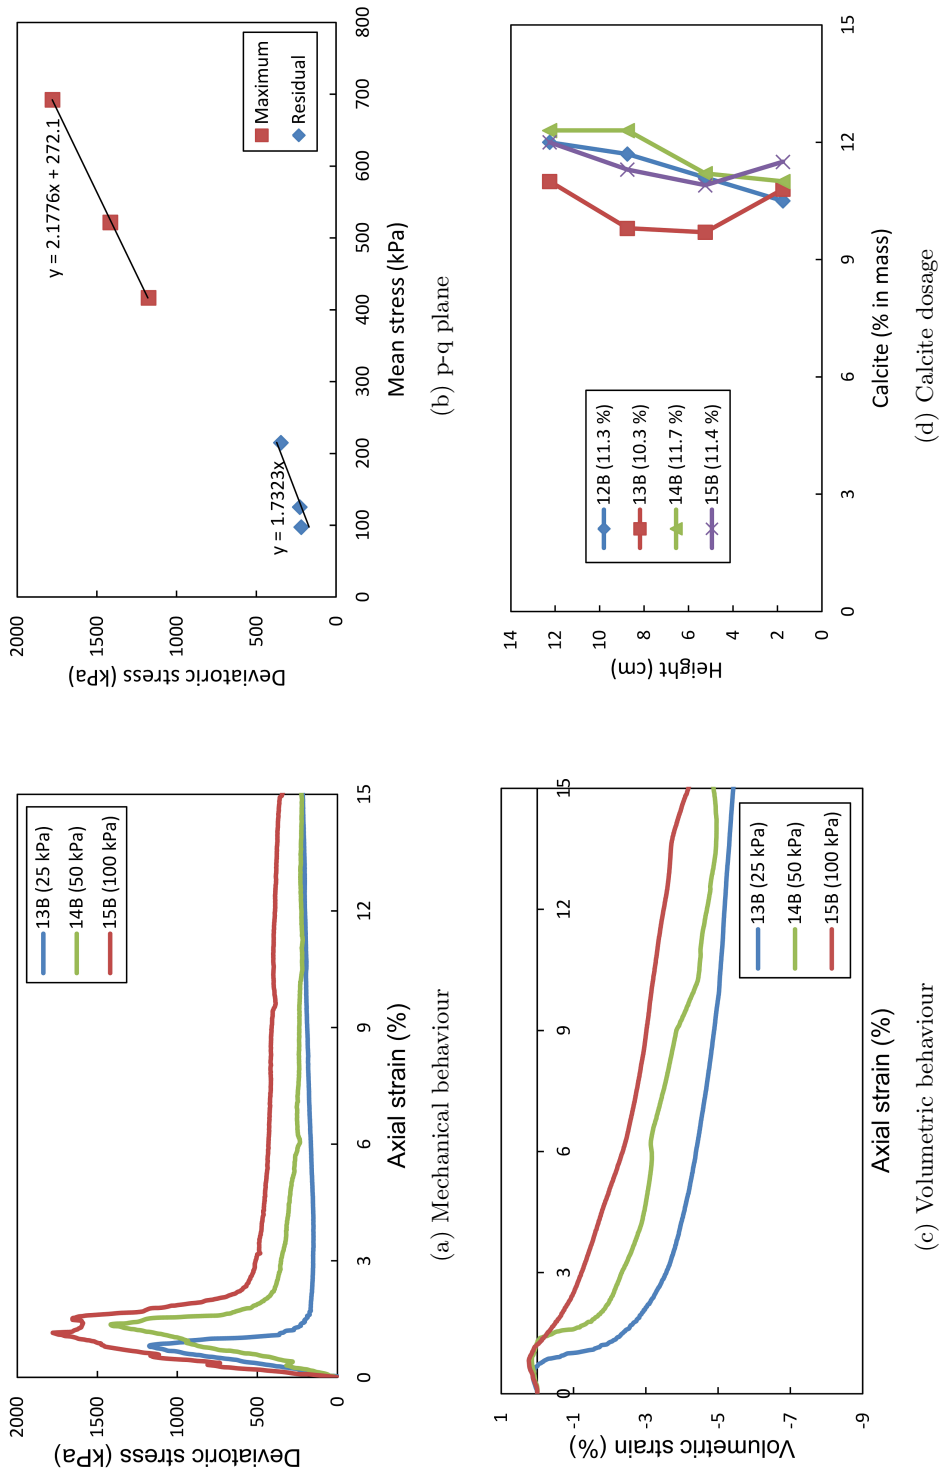 2000
1500
1000
500
0
Deviatoric stress (kPa)
0
3
6
9
12
15
Axial strain (%)
13B (25 kPa)
14B (50 kPa)
15B (100 kPa)
(a) Mechanical behaviour
2000
1500
1000
500
0
Deviatoric stress (kPa)
y = 2.1776x + 272.1
y = 1.7323x
Maximum
Residual
0
100
200
300
400
500
600
700
800
Mean stress (kPa)
(b) p-q plane
1
-1
-3
-5
-7
-9
Volumetric strain (%)
0
3
6
9
12
15
13B (25 kPa)
14B (50 kPa)
15B (100 kPa)
Axial strain (%)
(c) Volumetric behaviour
14
12
10
8
6
4
2
0
Height (cm)
12B (11.3 %)
13B (10.3 %)
14B (11.7 %)
15B (11.4 %)
0
3
6
9
12
15
Calcite (% in mass)
(d) Calcite dosage